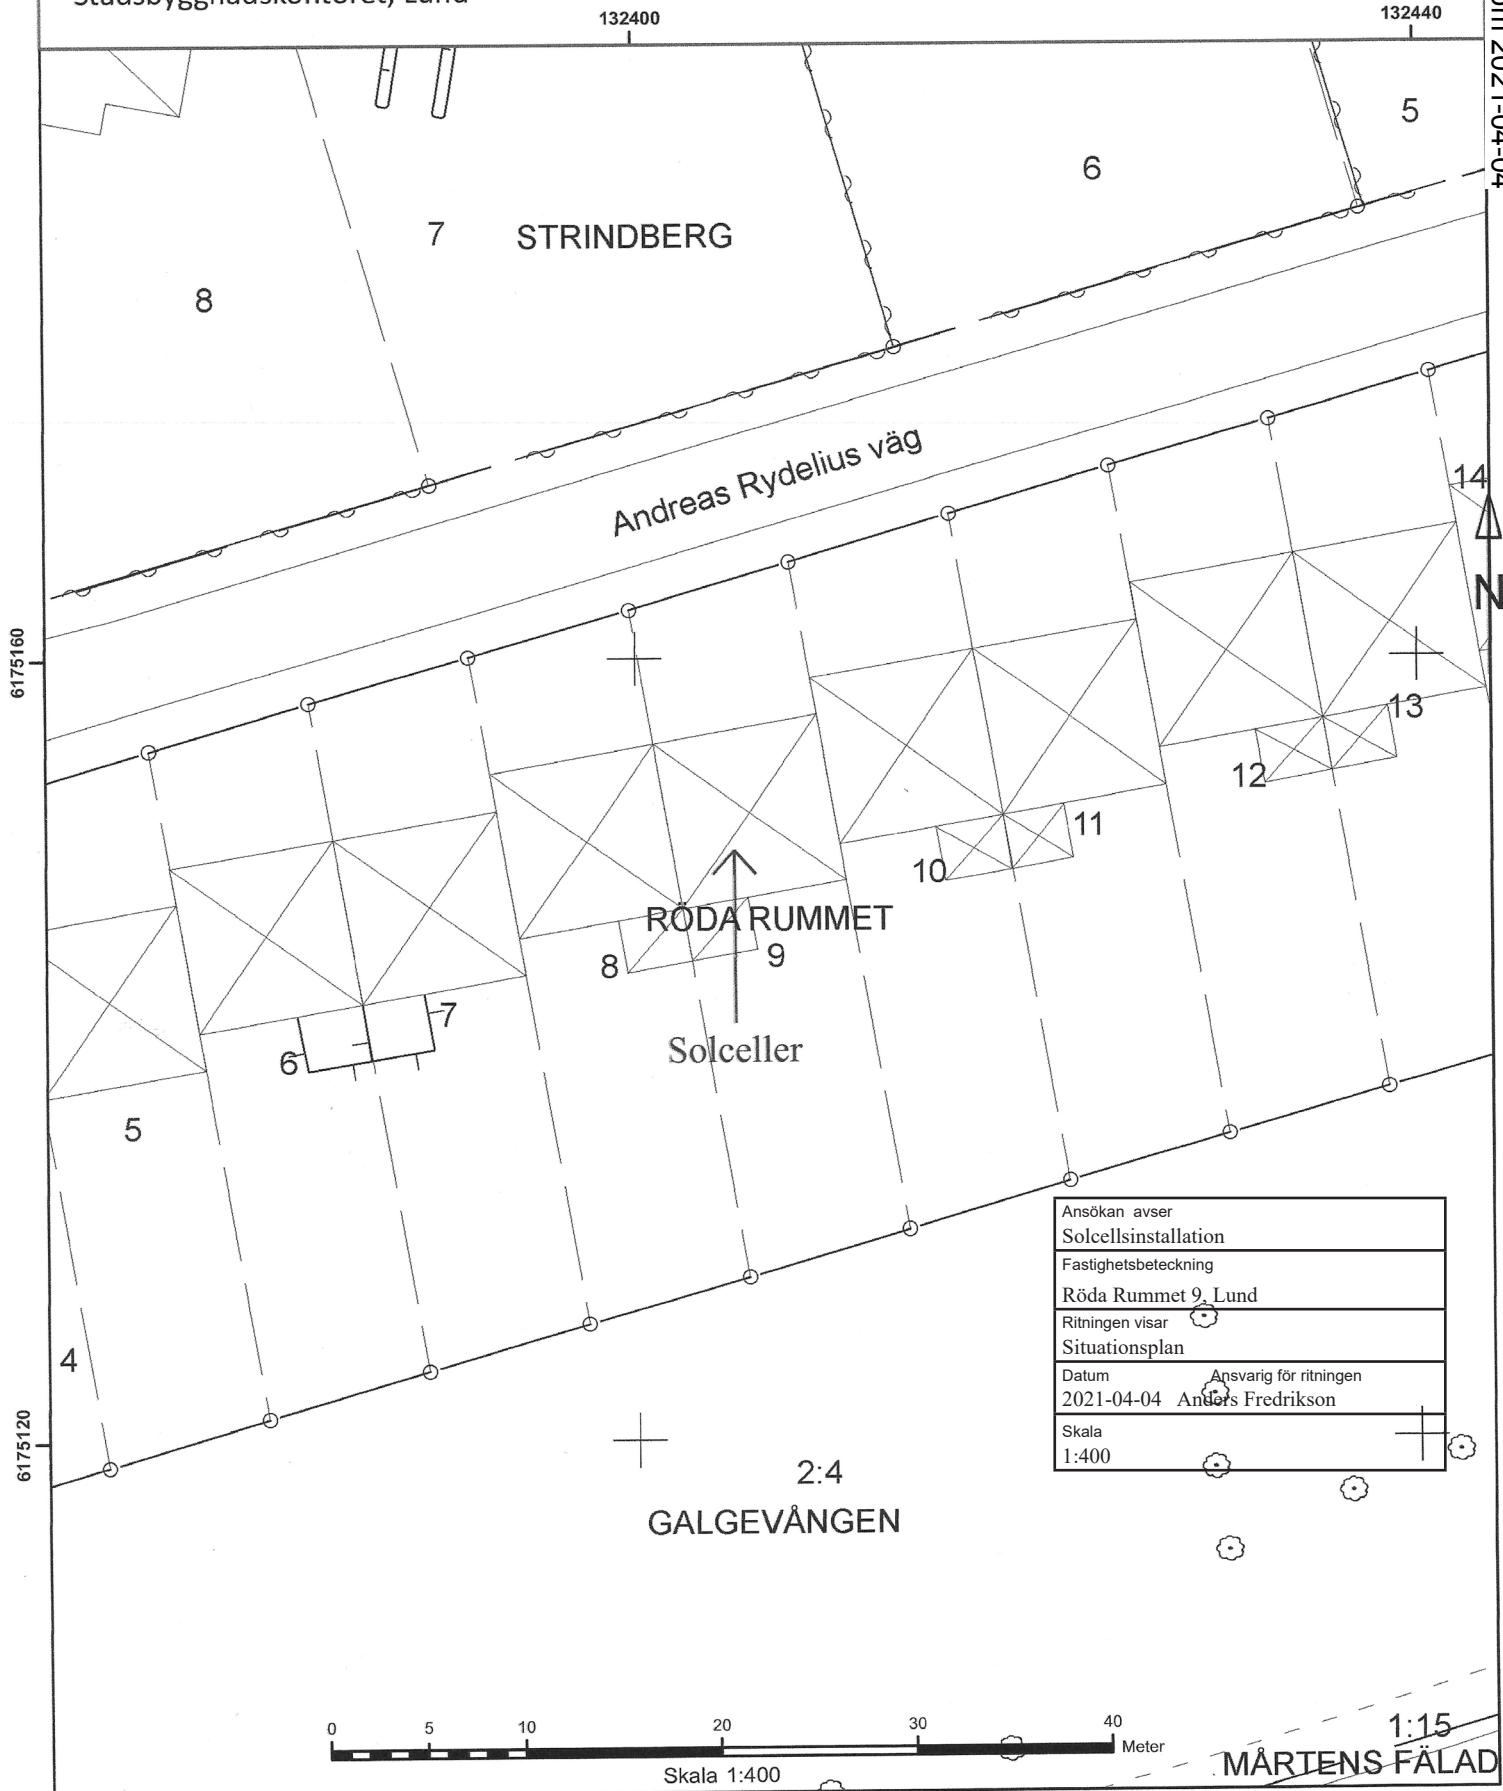 132400
132440
5
6
7
STRINDBERG
8
Andreas Rydelius väg
14
N
6175160
13
12
11
10
RÖDA RUMMET
9
8
7
Solceller
6
5
4
Ansökan avser
Solcellsinstallation
Fastighetsbeteckning
Röda Rummet 9, Lund
Ritningen visar
Situationsplan
Datum Ansvarig för ritningen
2021-04-04 Anders Fredrikson
Skala
1:400
6175120
2:4
GALGEVÅNGEN
0 5 10 20 30 40
Meter
Skala 1:400
1:15
MÅRTENS FÄLAD